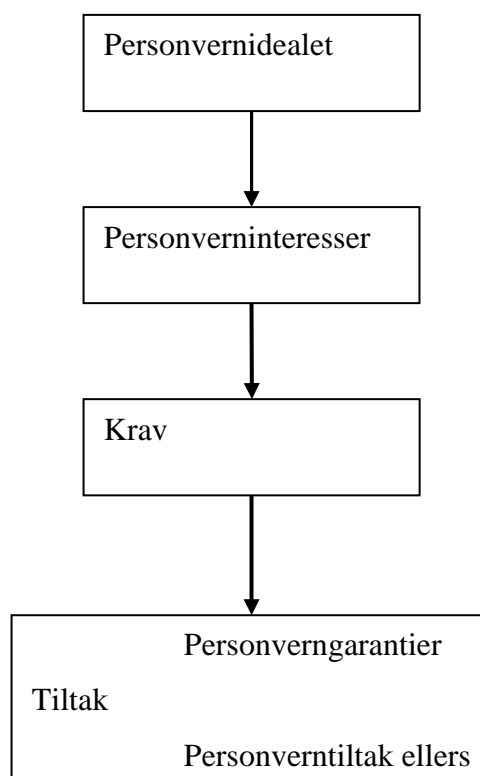 Personvernidealet
Personverninteresser
Krav
Personverngarantier
Tiltak
Personverntiltak ellers